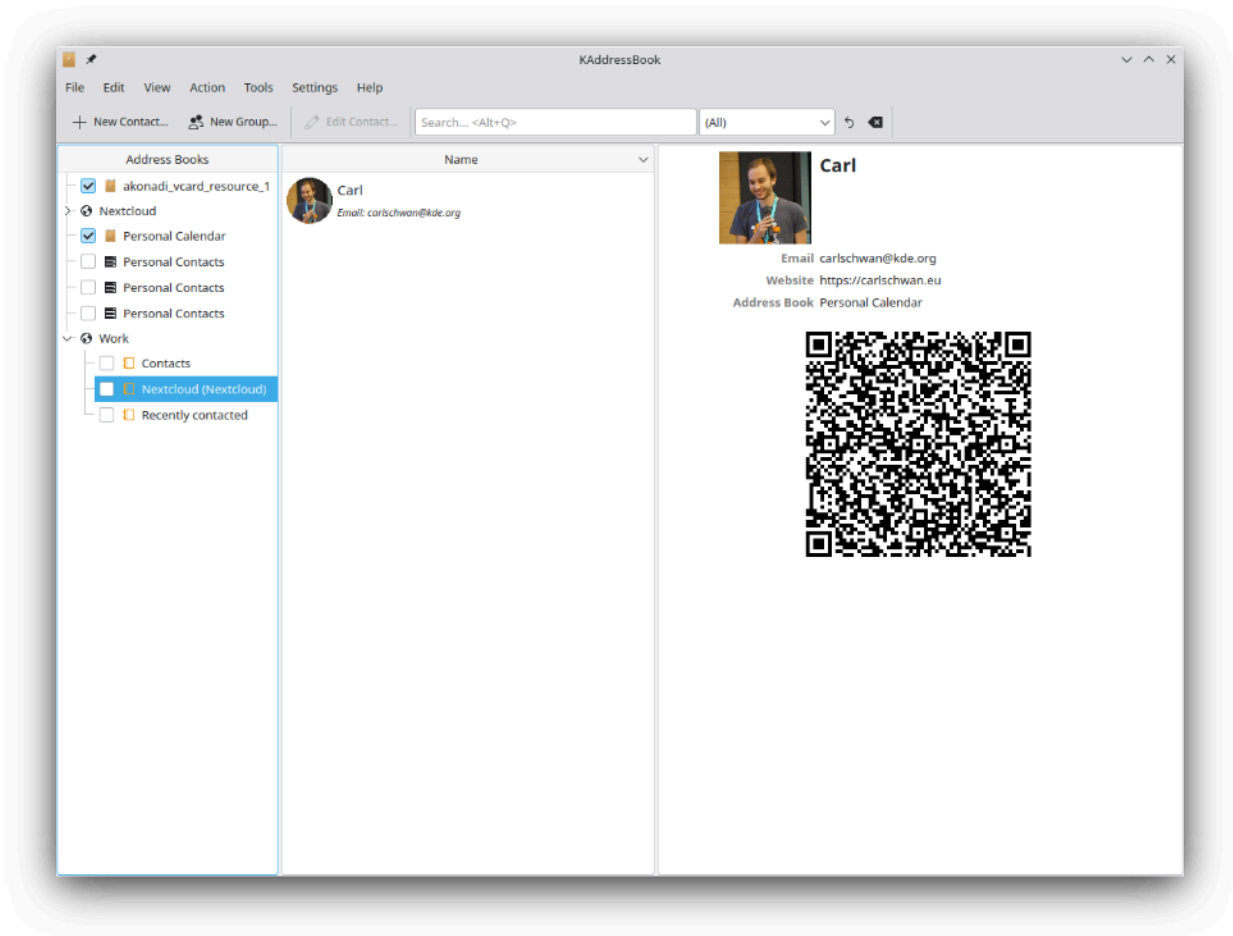 KAddressBook
File Edit View Action Tools Settings Help
New Contact... New Group... Edit Contact... Search... <Alt+Q> (All)
Address Books
akonadi_vcard_resource_1
Nextcloud
Personal Calendar
Personal Contacts
Personal Contacts
Personal Contacts
Work
Contacts
Nextcloud (Nextcloud)
Recently contacted
Name
Carl
Email: carlschwan@kde.org
Carl
Email carlschwan@kde.org
Website https://carlschwan.eu
Address Book Personal Calendar